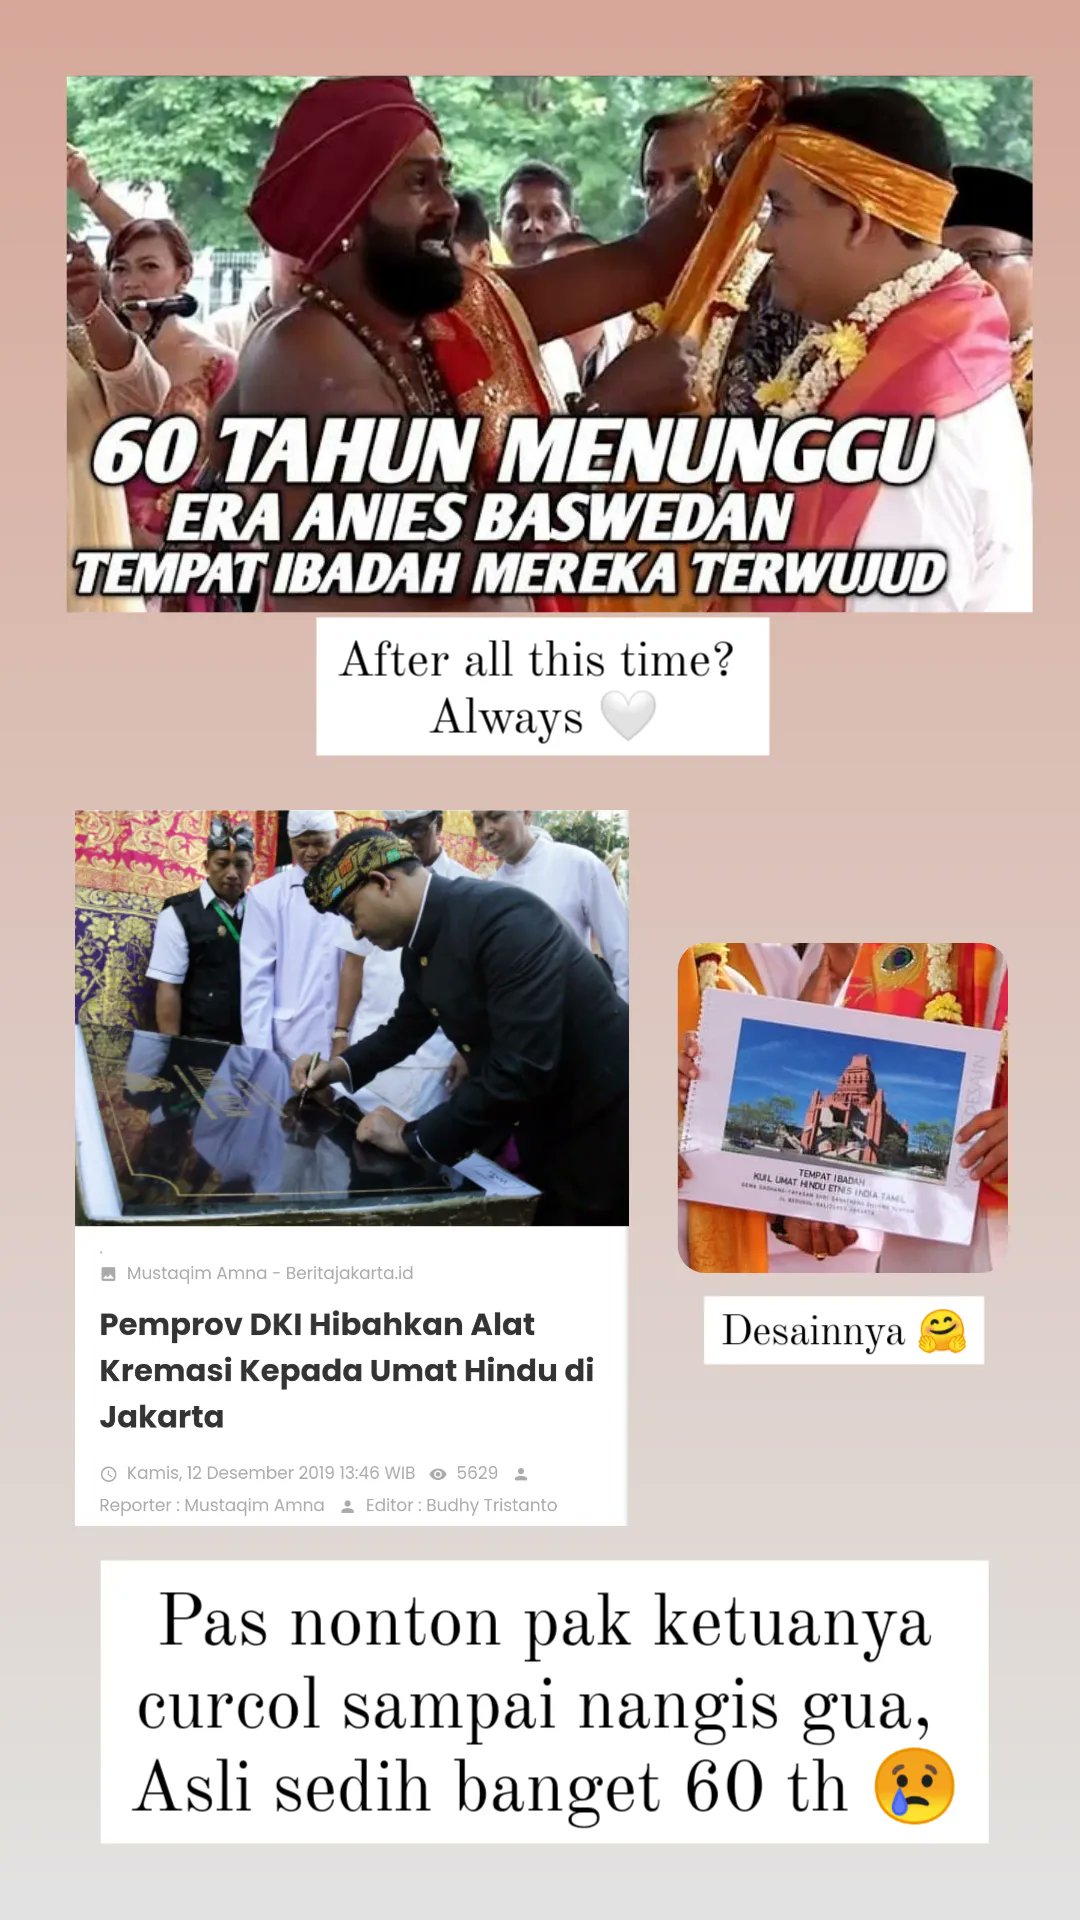 60 TAHUN MENUNGGU
ERA ANIES BASWEDAN
TEMPAT IBADAH MEREKA TERWUJUD
After all this time?
Always 🤍
Mustaqim Amna - Beritajakarta.id
Pemprov DKI Hibahkan Alat
Kremasi Kepada Umat Hindu di
Jakarta
Kamis, 12 Desember 2019 13:46 WIB 5629
Reporter : Mustaqim Amna Editor : Budhy Tristanto
TEMPAT IBADAH
KUIL UMAT HINDU ETNIS INDIA TAMIL
Desainnya 🤗
Pas nonton pak ketuanya
curcol sampai nangis gua,
Asli sedih banget 60 th 😢